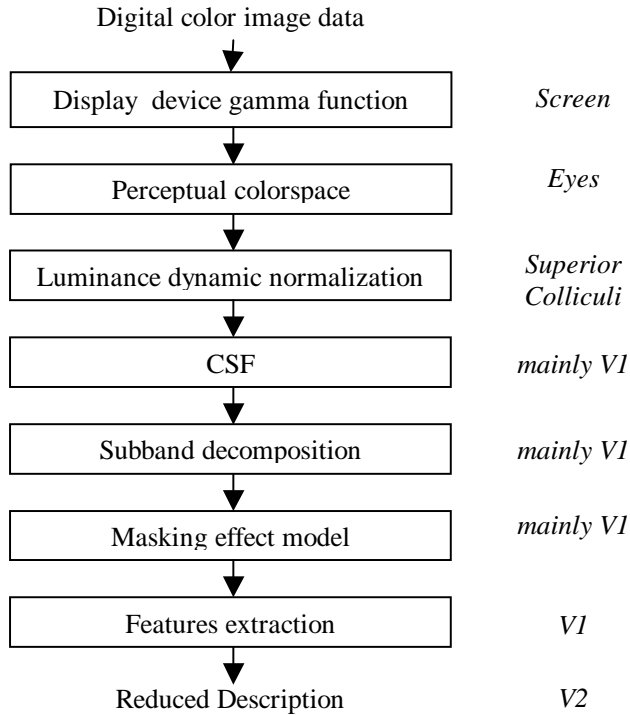 Digital color image data
Display device gamma function
Screen
Perceptual colorspace
Eyes
Luminance dynamic normalization
Superior
Colliculi
CSF
mainly V1
Subband decomposition
mainly V1
Masking effect model
mainly V1
Features extraction
V1
Reduced Description
V2